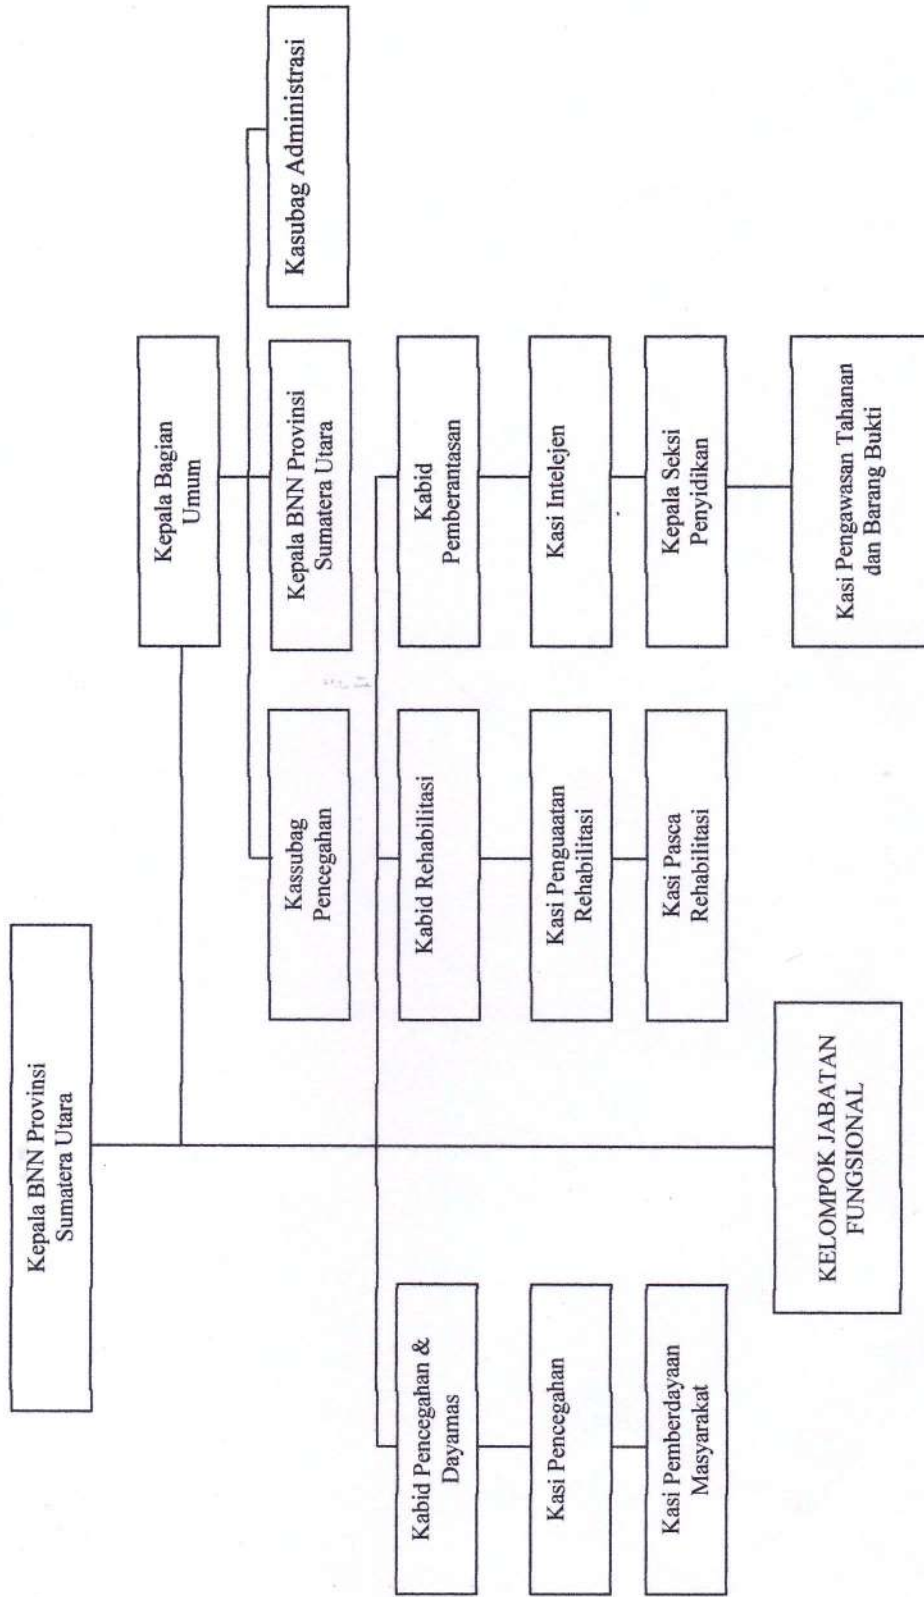 Kepala BNN Provinsi
Sumatera Utara
Kepala Bagian
Umum
Kassubag
Pencegahan
Kepala BNN Provinsi
Sumatera Utara
Kasubag Administrasi
Kabid Pencegahan &
Dayamas
Kabid Rehabilitasi
Kabid
Pemberantasan
Kasi Pencegahan
Kasi Penguatan
Rehabilitasi
Kasi Intelejen
Kasi Pemberdayaan
Masyarakat
Kasi Pasca
Rehabilitasi
Kepala Seksi
Penyidikan
KELOMPOK JABATAN
FUNGSIONAL
Kasi Pengawasan Tahanan
dan Barang Bukti